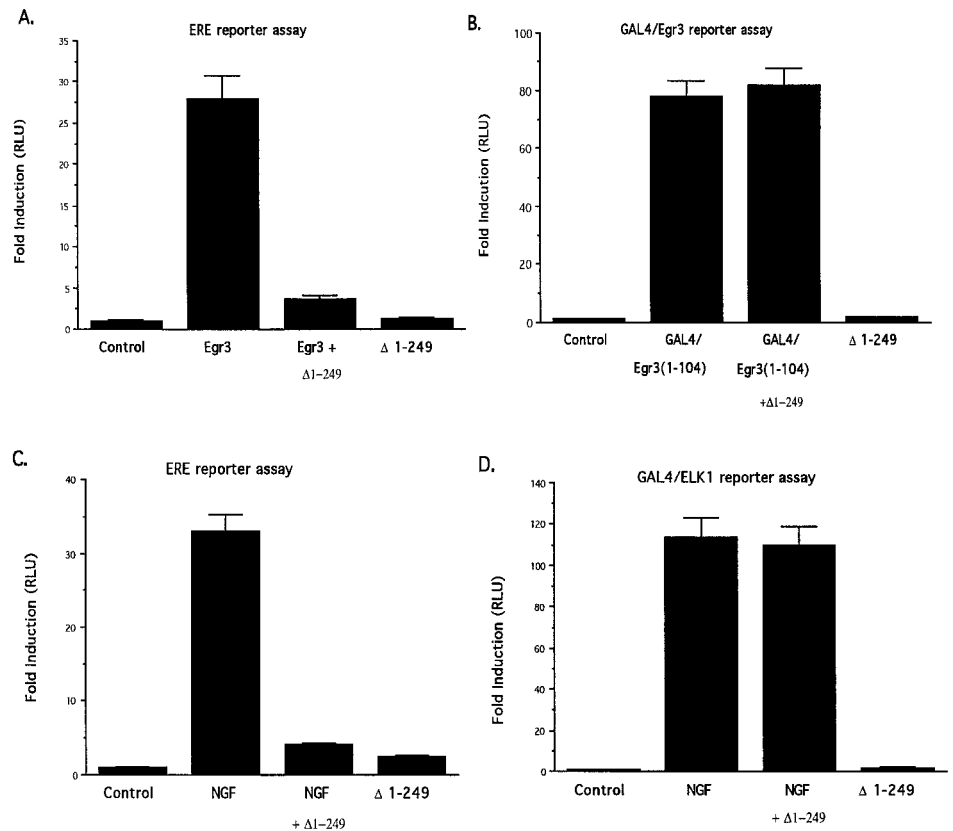 A.
ERE reporter assay
Fold Induction (RLU)
35
30
25
20
15
10
5
0
Control
Egr3
Egr3 +
Δ1–249
Δ 1-249
B.
GAL4/Egr3 reporter assay
Fold Indcution (RLU)
100
80
60
40
20
0
Control
GAL4/
Egr3(1-104)
GAL4/
Egr3(1-104)
+Δ1–249
Δ 1-249
C.
ERE reporter assay
Fold Induction (RLU)
40
30
20
10
0
Control
NGF
NGF
+ Δ1–249
Δ 1-249
D.
GAL4/ELK1 reporter assay
Fold Induction (RLU)
140
120
100
80
60
40
20
0
Control
NGF
NGF
+ Δ1–249
Δ 1-249